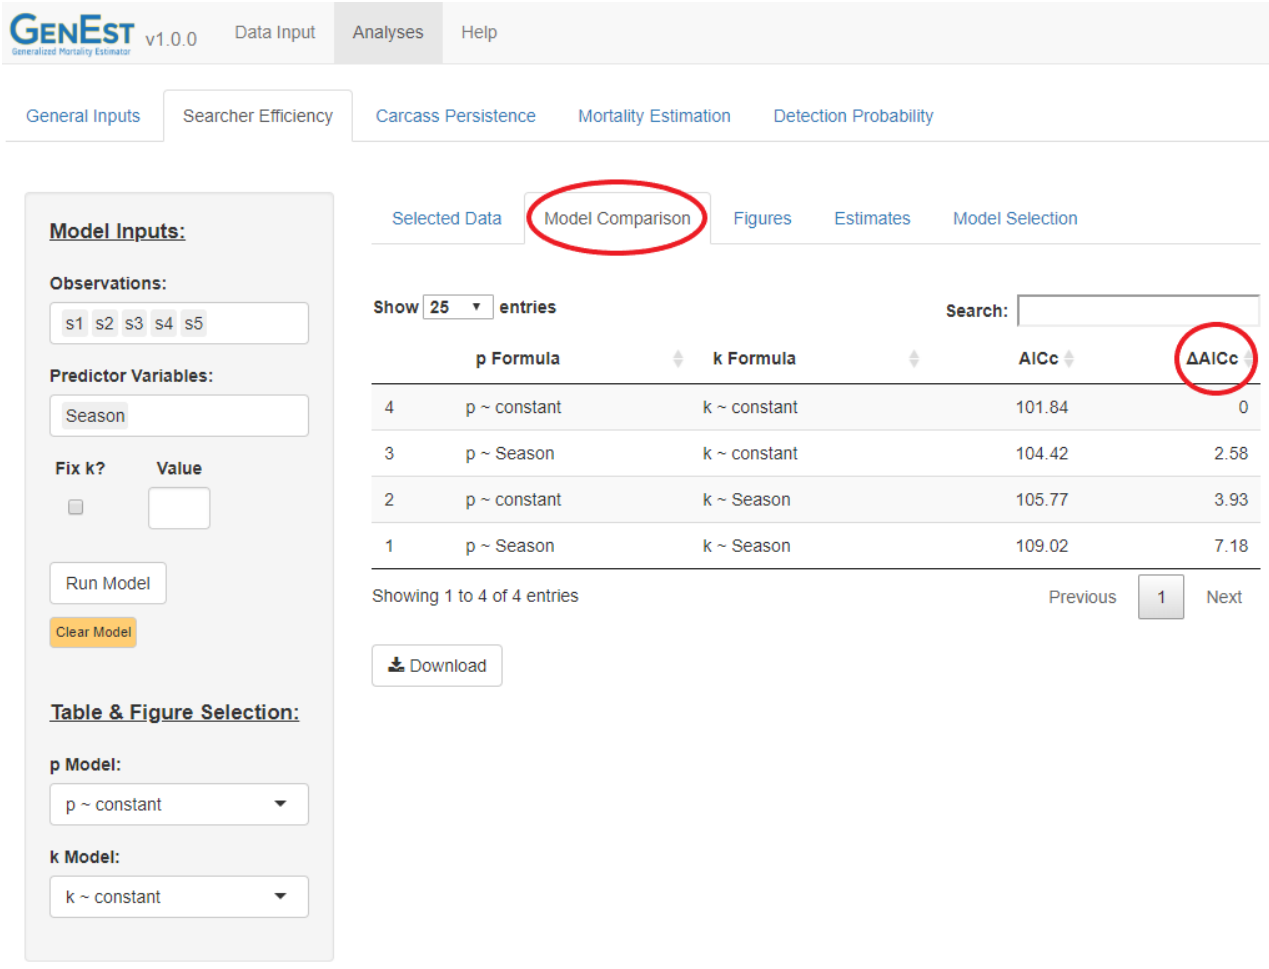 GENEST v1.0.0 Data Input Analyses Help
Generalized Mortality Estimator
General Inputs Searcher Efficiency Carcass Persistence Mortality Estimation Detection Probability
Model Inputs:
Observations:
s1 s2 s3 s4 s5
Predictor Variables:
Season
Fix k? Value
Run Model
Clear Model
Table & Figure Selection:
p Model:
p ~ constant
k Model:
k ~ constant
Selected Data Model Comparison Figures Estimates Model Selection
Show 25 entries
Search:
p Formula k Formula AICc ΔAICc
4 p ~ constant k ~ constant 101.84 0
3 p ~ Season k ~ constant 104.42 2.58
2 p ~ constant k ~ Season 105.77 3.93
1 p ~ Season k ~ Season 109.02 7.18
Showing 1 to 4 of 4 entries
Previous 1 Next
Download